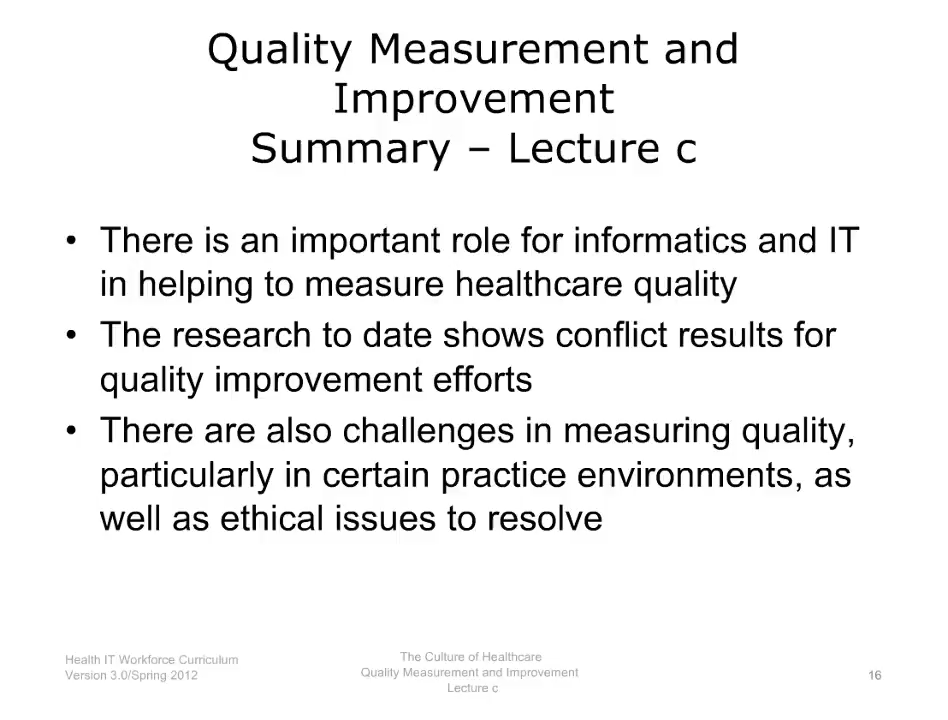 Quality Measurement and
Improvement
Summary – Lecture c
• There is an important role for informatics and IT
in helping to measure healthcare quality
• The research to date shows conflict results for
quality improvement efforts
• There are also challenges in measuring quality,
particularly in certain practice environments, as
well as ethical issues to resolve
Health IT Workforce Curriculum
Version 3.0/Spring 2012
The Culture of Healthcare
Quality Measurement and Improvement
Lecture c
16